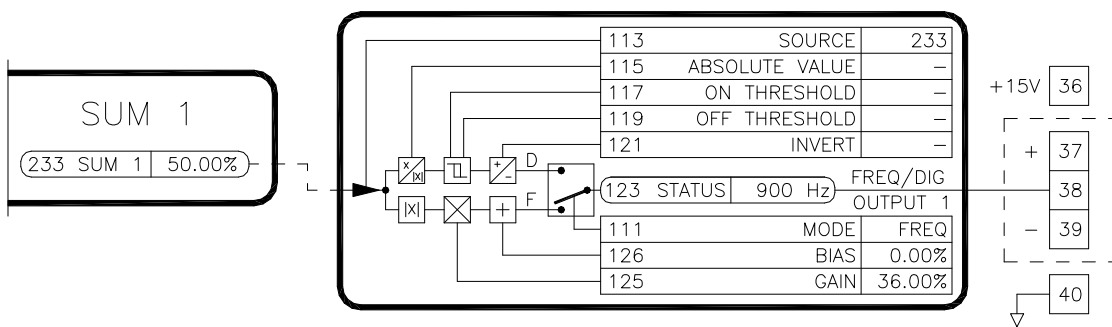 SUM 1
233 SUM 1 50.00%
113 SOURCE 233
115 ABSOLUTE VALUE –
117 ON THRESHOLD –
119 OFF THRESHOLD –
121 INVERT –
x |x|
+ –
D
|X|
+
F
123 STATUS 900 Hz
FREQ/DIG
OUTPUT 1
111 MODE FREQ
126 BIAS 0.00%
125 GAIN 36.00%
+15V 36
+ 37
38
– 39
40